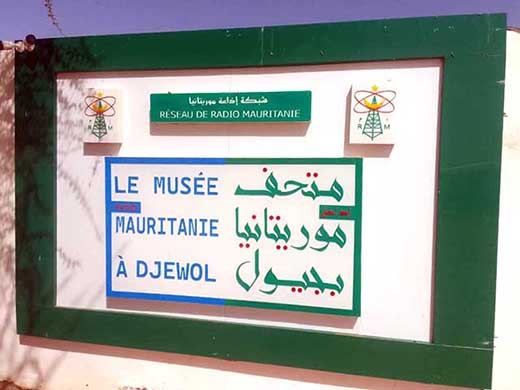 شبكة إذاعة موريتانيا
RÉSEAU DE RADIO MAURITANIE
R M
R M
LE MUSÉE
MAURITANIE
À DJEWOL
متحف
موريتانيا
بجيول